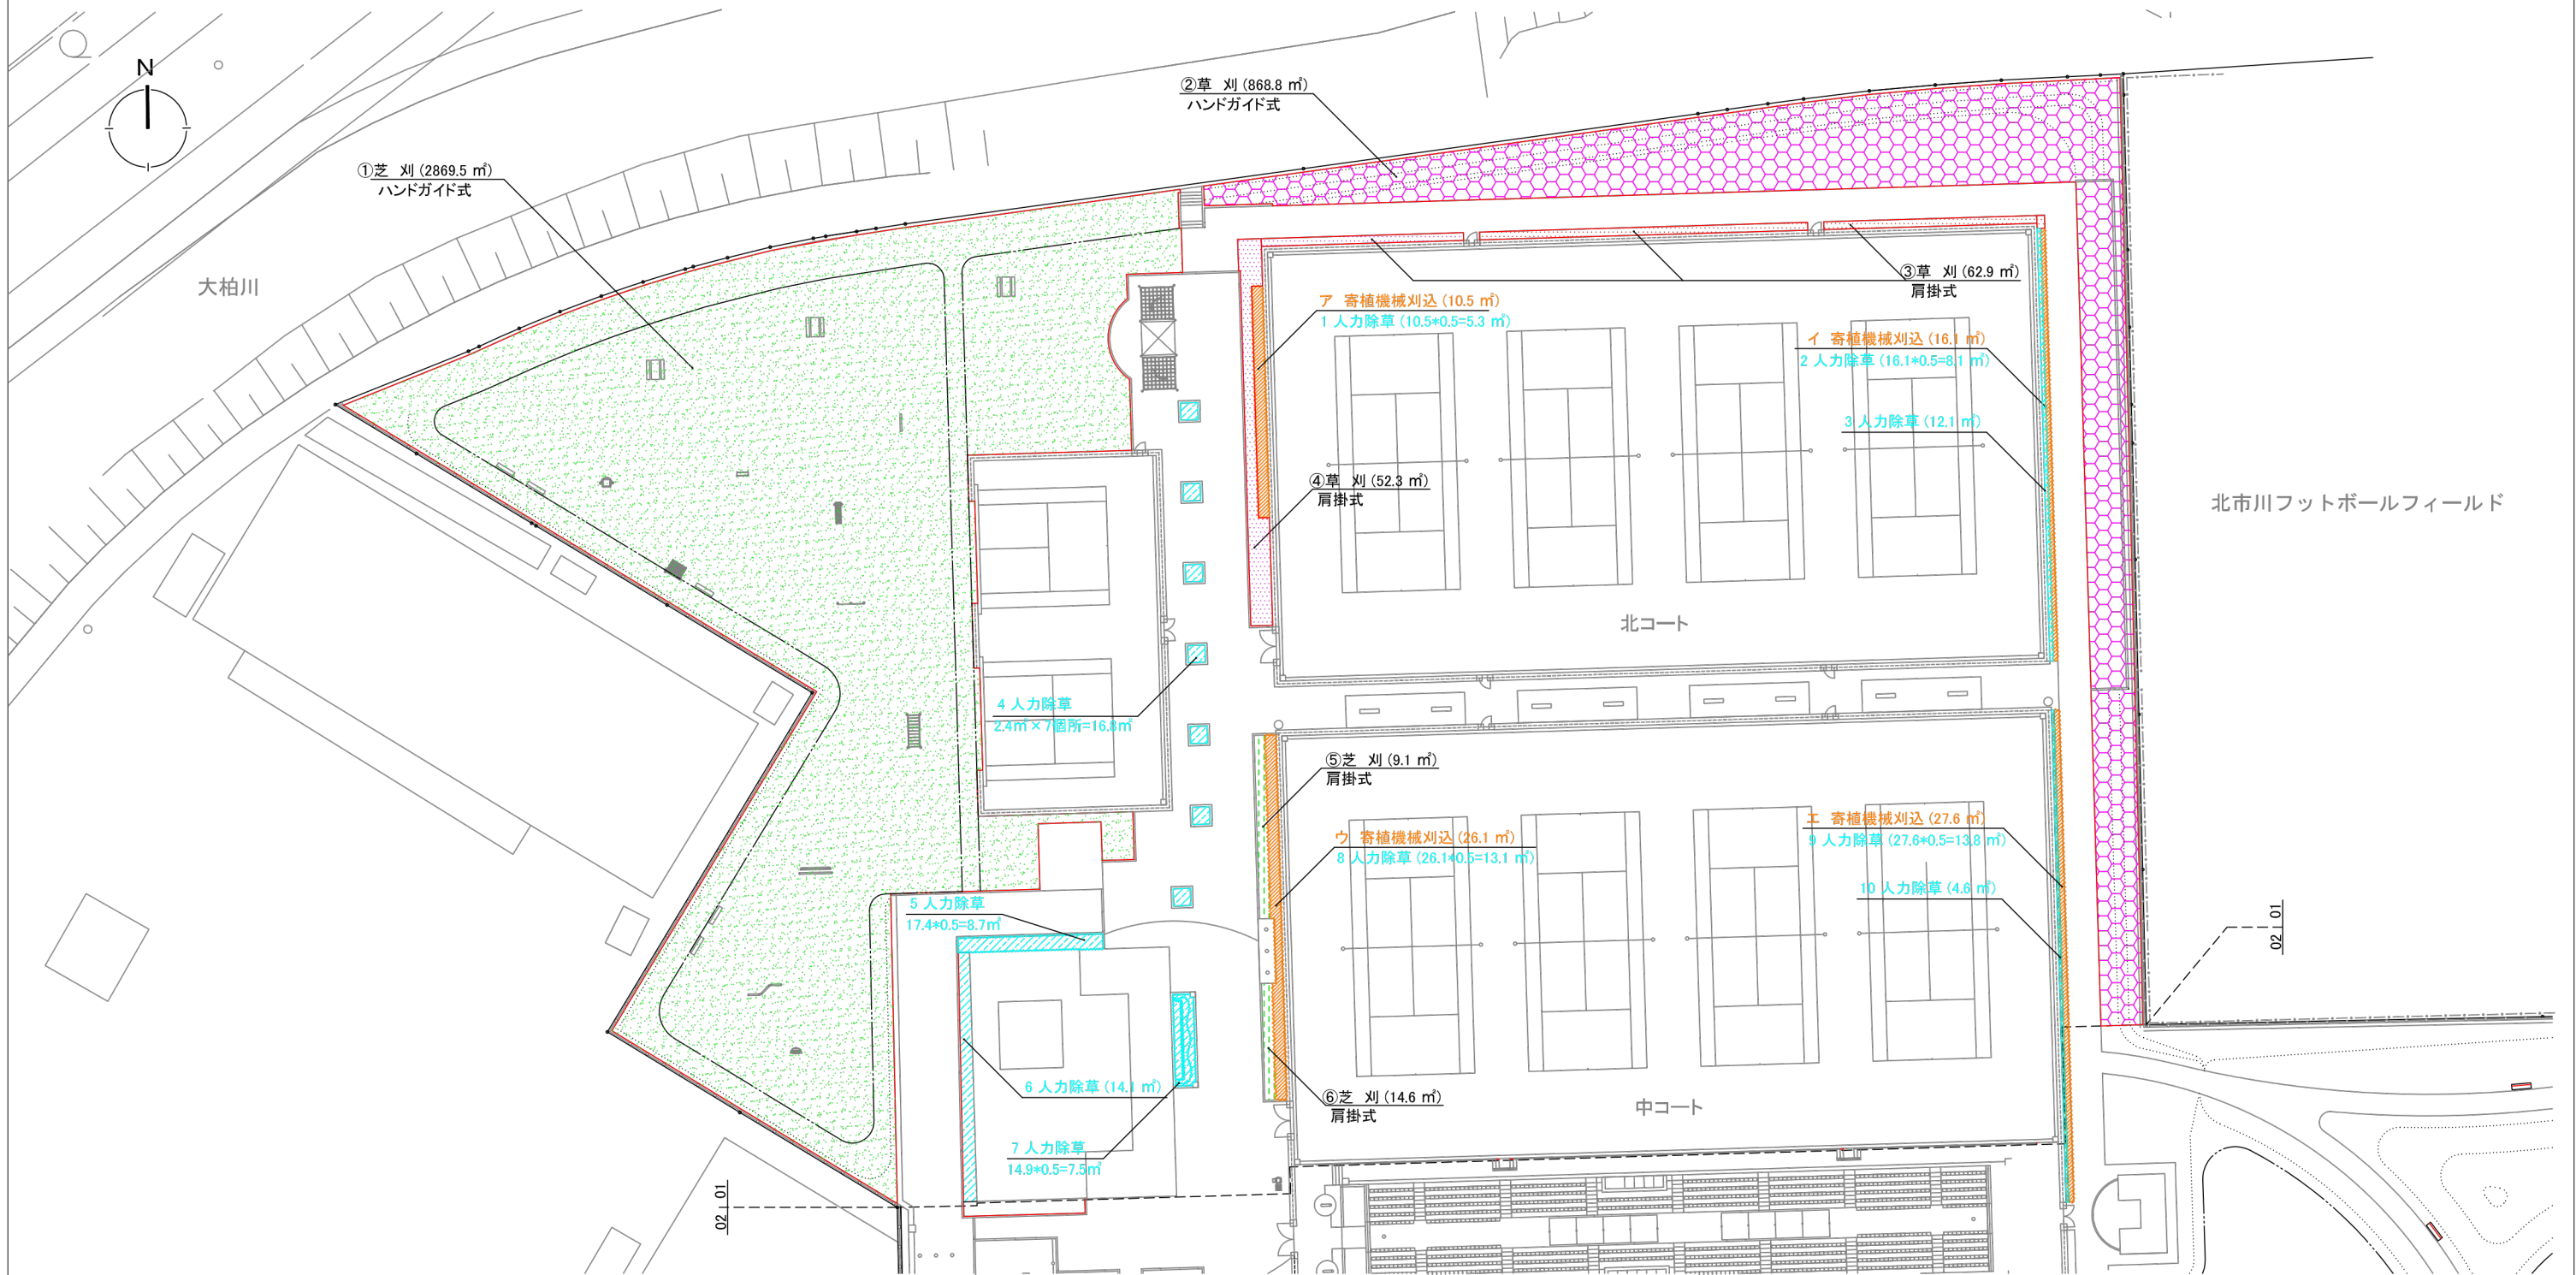 N
②草 刈 (868.8 ㎡)
ハンドガイド式
①芝 刈 (2869.5 ㎡)
ハンドガイド式
大柏川
③草 刈 (62.9 ㎡)
肩掛式
ア 寄植機械刈込 (10.5 ㎡)
1 人力除草 (10.5*0.5=5.3 ㎡)
イ 寄植機械刈込 (16.1 ㎡)
2 人力除草 (16.1*0.5=8.1 ㎡)
3 人力除草 (12.1 ㎡)
④草 刈 (52.3 ㎡)
肩掛式
北市川フットボールフィールド
北コート
4 人力除草
2.4㎡×7個所=16.8㎡
⑤芝 刈 (9.1 ㎡)
肩掛式
ウ 寄植機械刈込 (26.1 ㎡)
8 人力除草 (26.1*0.5=13.1 ㎡)
エ 寄植機械刈込 (27.6 ㎡)
9 人力除草 (27.6*0.5=13.8 ㎡)
10 人力除草 (4.6 ㎡)
5 人力除草
17.4*0.5=8.7㎡
02 01
6 人力除草 (14.1 ㎡)
⑥芝 刈 (14.6 ㎡)
肩掛式
中コート
7 人力除草
14.9*0.5=7.5㎡
02 01